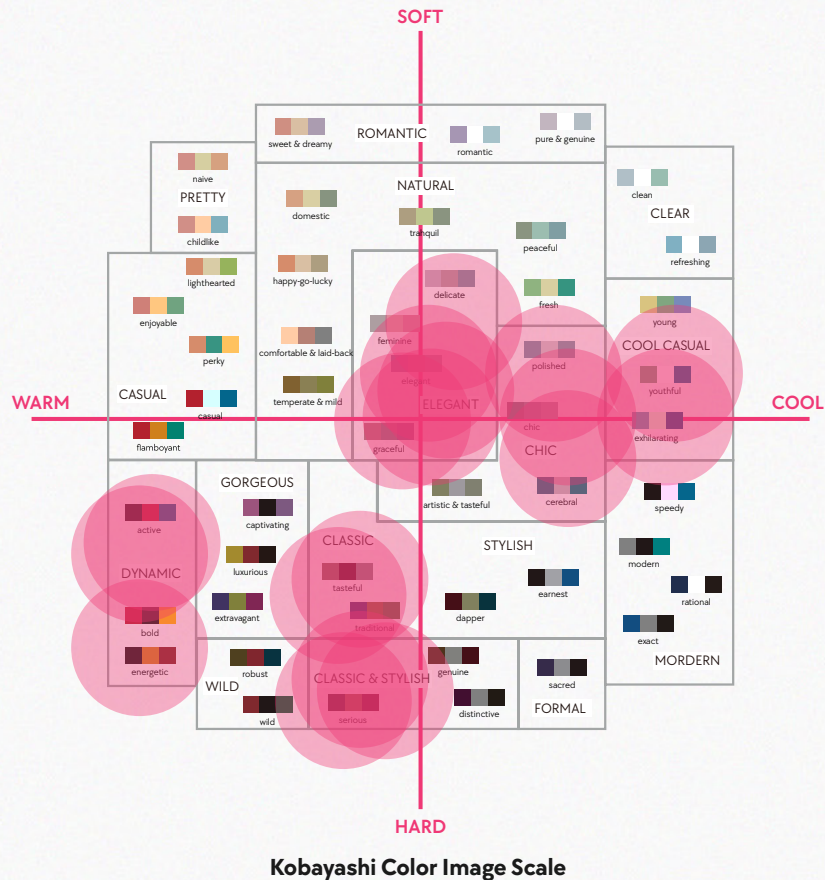 SOFT
ROMANTIC
sweet & dreamy
romantic
pure & genuine
naive
PRETTY
childlike
NATURAL
domestic
tranquil
peaceful
clean
CLEAR
refreshing
lighthearted
happy-go-lucky
delicate
fresh
enjoyable
young
perky
feminine
COOL CASUAL
comfortable & laid-back
elegant
polished
youthful
temperate & mild
CASUAL
casual
ELEGANT
WARM
COOL
chic
flamboyant
graceful
CHIC
exhilarating
GORGEOUS
captivating
artistic & tasteful
cerebral
speedy
active
CLASSIC
STYLISH
luxurious
modern
DYNAMIC
tasteful
earnest
rational
extravagant
traditional
dapper
bold
exact
energetic
robust
genuine
MORDERN
WILD
CLASSIC & STYLISH
sacred
wild
serious
distinctive
FORMAL
HARD
Kobayashi Color Image Scale